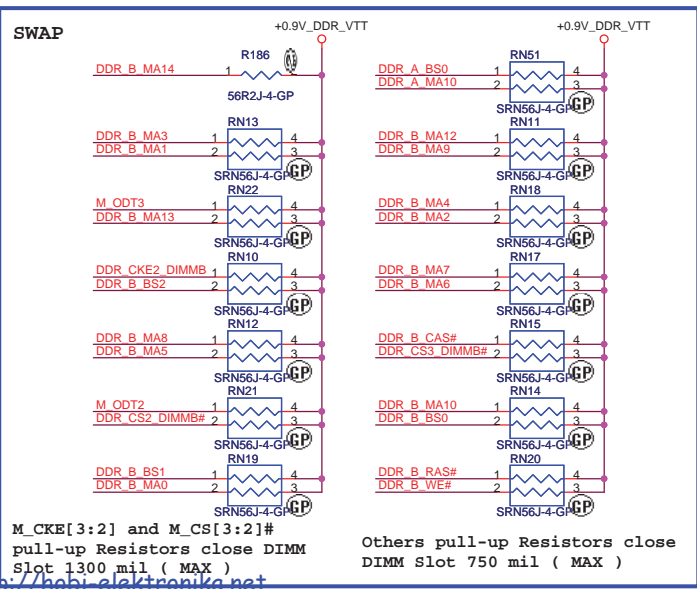 SWAP
+0.9V_DDR_VTT
R186
DDR_B_MA14 1
56R2J-4-GP
RN13
DDR_B_MA3 1 4
DDR_B_MA1 2 3
SRN56J-4-GP
GP
RN22
M_ODT3 1 4
DDR_B_MA13 2 3
SRN56J-4-GP
GP
RN10
DDR_CKE2_DIMMB 1 4
DDR_B_BS2 2 3
SRN56J-4-GP
GP
RN12
DDR_B_MA8 1 4
DDR_B_MA5 2 3
SRN56J-4-GP
GP
RN21
M_ODT2 1 4
DDR_CS2_DIMMB# 2 3
SRN56J-4-GP
GP
RN19
DDR_B_BS1 1 4
DDR_B_MA0 2 3
SRN56J-4-GP
GP
M_CKE[3:2] and M_CS[3:2]#
pull-up Resistors close DIMM
Slot 1300 mil ( MAX )
+0.9V_DDR_VTT
RN51
DDR_A_BS0 1 4
DDR_A_MA10 2 3
SRN56J-4-GP
GP
RN11
DDR_B_MA12 1 4
DDR_B_MA9 2 3
SRN56J-4-GP
GP
RN18
DDR_B_MA4 1 4
DDR_B_MA2 2 3
SRN56J-4-GP
GP
RN17
DDR_B_MA7 1 4
DDR_B_MA6 2 3
SRN56J-4-GP
GP
RN15
DDR_B_CAS# 1 4
DDR_CS3_DIMMB# 2 3
SRN56J-4-GP
GP
RN14
DDR_B_MA10 1 4
DDR_B_BS0 2 3
SRN56J-4-GP
GP
RN20
DDR_B_RAS# 1 4
DDR_B_WE# 2 3
SRN56J-4-GP
GP
Others pull-up Resistors close
DIMM Slot 750 mil ( MAX )
://hobi-elektronika.net